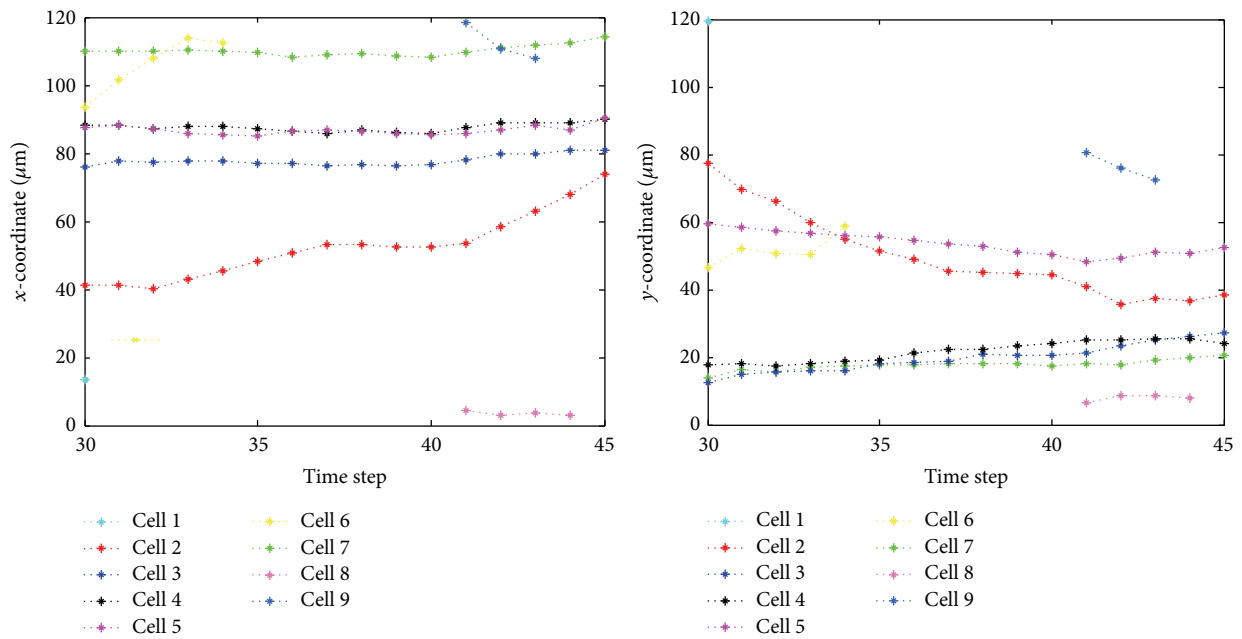 120
100
80
60
40
20
0
x-coordinate (μm)
30
35
40
45
Time step
Cell 1
Cell 2
Cell 3
Cell 4
Cell 5
Cell 6
Cell 7
Cell 8
Cell 9
120
100
80
60
40
20
0
y-coordinate (μm)
30
35
40
45
Time step
Cell 1
Cell 2
Cell 3
Cell 4
Cell 5
Cell 6
Cell 7
Cell 8
Cell 9